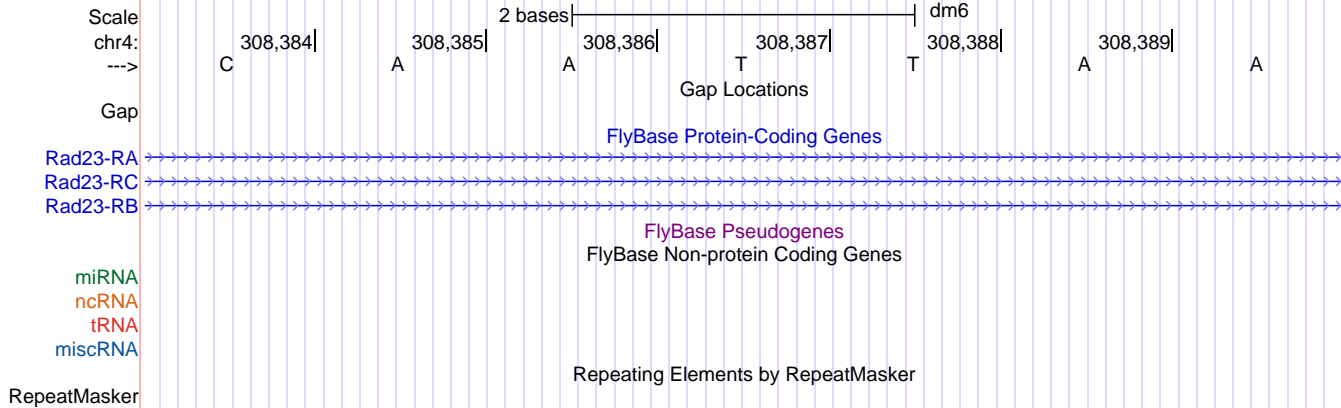 Scale 2 bases dm6
chr4: 308,384 308,385 308,386 308,387 308,388 308,389
---> C A A T T A A
Gap Locations
Gap
FlyBase Protein-Coding Genes
Rad23-RA
Rad23-RC
Rad23-RB
FlyBase Pseudogenes
FlyBase Non-protein Coding Genes
miRNA
ncRNA
tRNA
miscRNA
Repeating Elements by RepeatMasker
RepeatMasker